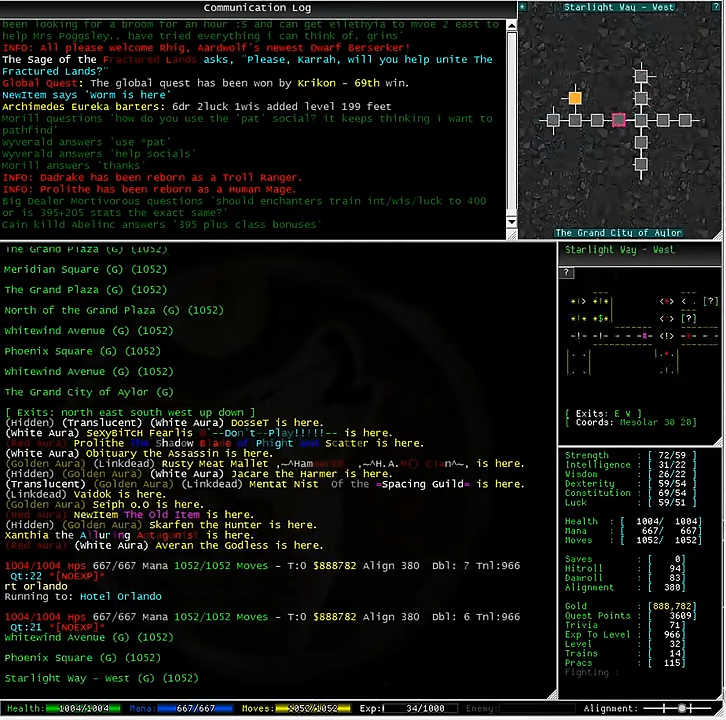 Communication Log
been looking for a broom for an hour :S and can get eilethyia to mvoe 2 east to
help Mrs Poggsley.. have tried everything i can think of. grins'
INFO: All please welcome Rhig, Aardwolf's newest Dwarf Berserker!
The Sage of the Fractured Lands asks, "Please, Karrah, will you help unite The
Fractured Lands?"
Global Quest: The global quest has been won by Krikon - 69th win.
NewItem says 'worm is here'
Archimedes Eureka barters: 6dr 2luck 1wis added level 199 feet
Morill questions 'how do you use the 'pat' social? it keeps thinking i want to
pathfind'
Wyverald answers 'use *pat'
Wyverald answers 'help socials'
Morill answers 'thanks'
INFO: Dadrake has been reborn as a Troll Ranger.
INFO: Prolithe has been reborn as a Human Mage.
Big Dealer Mortivorous questions 'should enchanters train int/wis/luck to 400
or is 395+205 stats the exact same?'
Cain killd Abelinc answers '395 plus class bonuses'
Starlight Way - West
?
The Grand City of Aylor
The Grand Plaza (G) (1052)
Meridian Square (G) (1052)
The Grand Plaza (G) (1052)
North of the Grand Plaza (G) (1052)
Whitewind Avenue (G) (1052)
Phoenix Square (G) (1052)
Whitewind Avenue (G) (1052)
The Grand City of Aylor (G)
[ Exits: north east south west up down ]
(Hidden) (Translucent) (White Aura) DosseT is here.
(White Aura) SeXyBiTcH Fearlis --Don't--Play!!!!!-- is here.
(Red Aura) Prolithe the Shadow Blade of Phight and Scatter is here.
(White Aura) Obituary the Assassin is here.
(Golden Aura) (Linkdead) Rusty Meat Mallet is here.
(Hidden) (Golden Aura) (White Aura) Jacare the Harmer is here.
(Translucent) (Golden Aura) (Linkdead) Mentat Nist of the =Spacing Guild= is here.
(Linkdead) Vaidok is here.
(Golden Aura) Seiph o.O is here.
(Red Aura) NewItem The Old Item is here.
(Hidden) (Golden Aura) Skarfen the Hunter is here.
Xanthia the Alluring Antagonist is here.
(Red Aura) (White Aura) Averan the Godless is here.
1004/1004 Hps 667/667 Mana 1052/1052 Moves - T:0 $888782 Align 380 Dbl: 7 Tnl:966
Qt:22 *[NOEXP]*
rt orlando
Running to: Hotel Orlando
1004/1004 Hps 667/667 Mana 1052/1052 Moves - T:0 $888782 Align 380 Dbl: 6 Tnl:966
Qt:21 *[NOEXP]*
Whitewind Avenue (G) (1052)
Phoenix Square (G) (1052)
Starlight Way - West (G) (1052)
Starlight Way - West
?
[ Exits: E W ]
[ Coords: Mesolar 30 20]
Strength : [ 72/59 ]
Intelligence : [ 31/22 ]
Wisdom : [ 26/22 ]
Dexterity : [ 59/54 ]
Constitution : [ 69/54 ]
Luck : [ 59/51 ]
Health : [ 1004/ 1004]
Mana : [ 667/ 667]
Moves : [ 1052/ 1052]
Saves : [ 0]
Hitroll : [ 94]
Damroll : [ 83]
Alignment : [ 380]
Gold : [888,782]
Quest Points : [ 3609]
Trivia : [ 71]
Exp To Level : [ 966]
Level : [ 32]
Trains : [ 14]
Pracs : [ 115]
Fighting :
Health: 1004/1004 Mana: 667/667 Moves: 1052/1052 Exp: 34/1000 Enemy: Alignment: